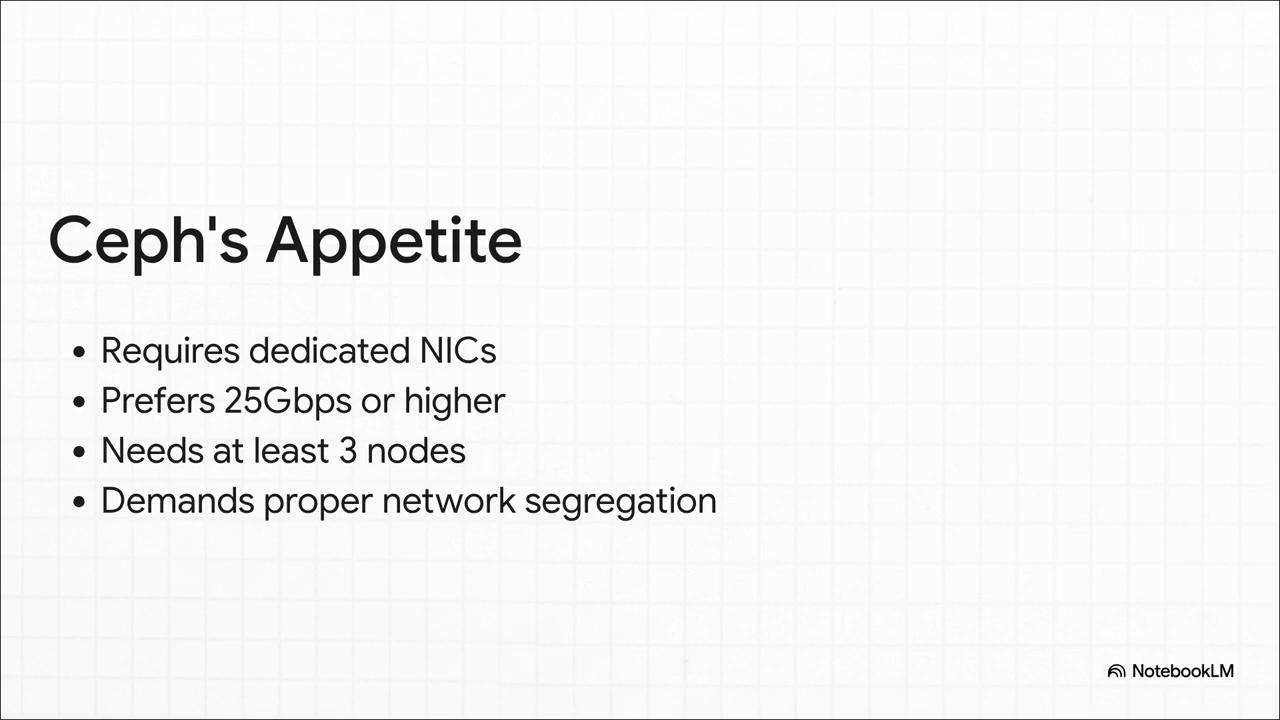 Ceph's Appetite
• Requires dedicated NICs
• Prefers 25Gbps or higher
• Needs at least 3 nodes
• Demands proper network segregation
NotebookLM